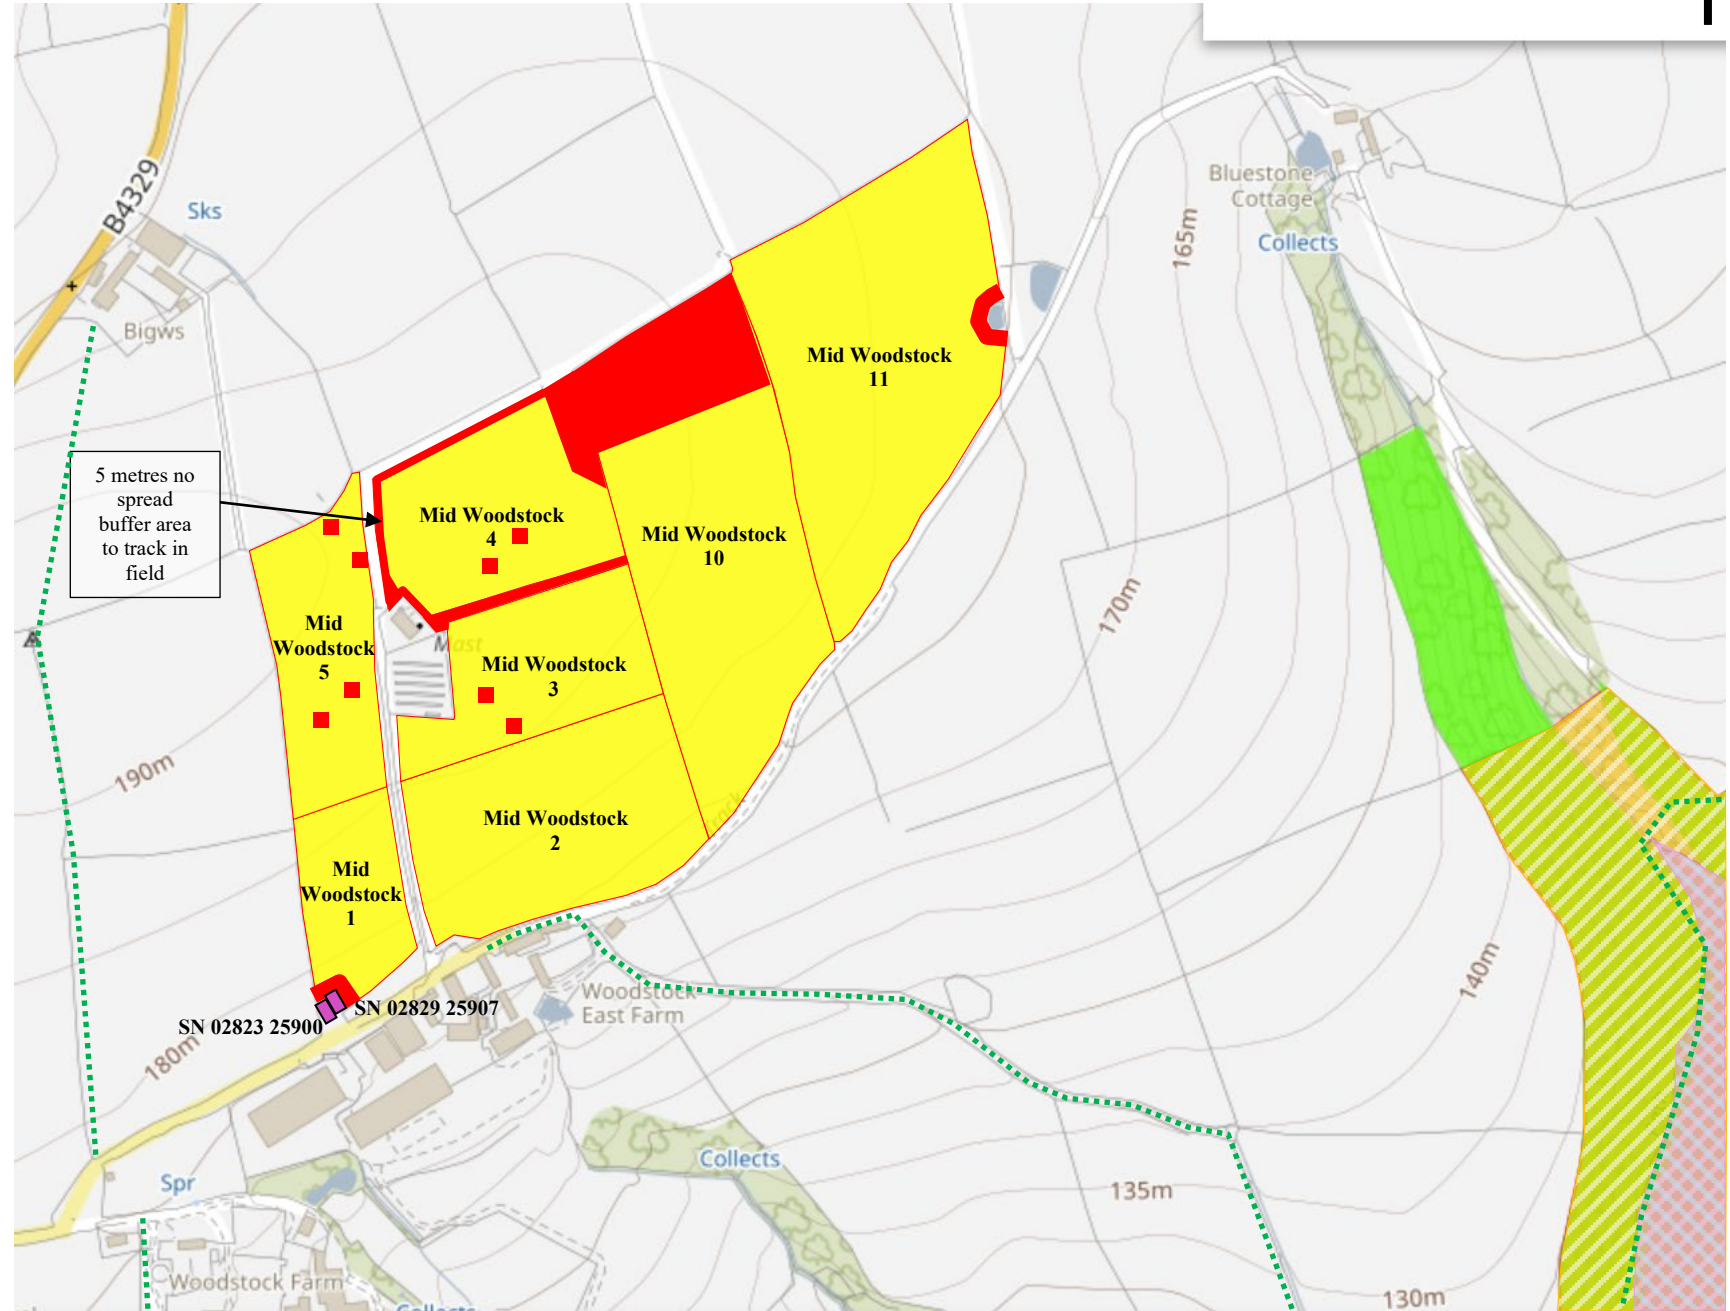 B4329
Sks
Bigws
Bluestone
Cottage
Collects
165m
Mid Woodstock
11
5 metres no
spread
buffer area
to track in
field
Mid Woodstock
4
Mid Woodstock
10
170m
Mid
Woodstock
5
Mast
Mid Woodstock
3
190m
Mid Woodstock
2
Track
Mid
Woodstock
1
140m
SN 02829 25907
SN 02823 25900
Woodstock
East Farm
180m
Collects
Spr
135m
Woodstock Farm
Collects
130m